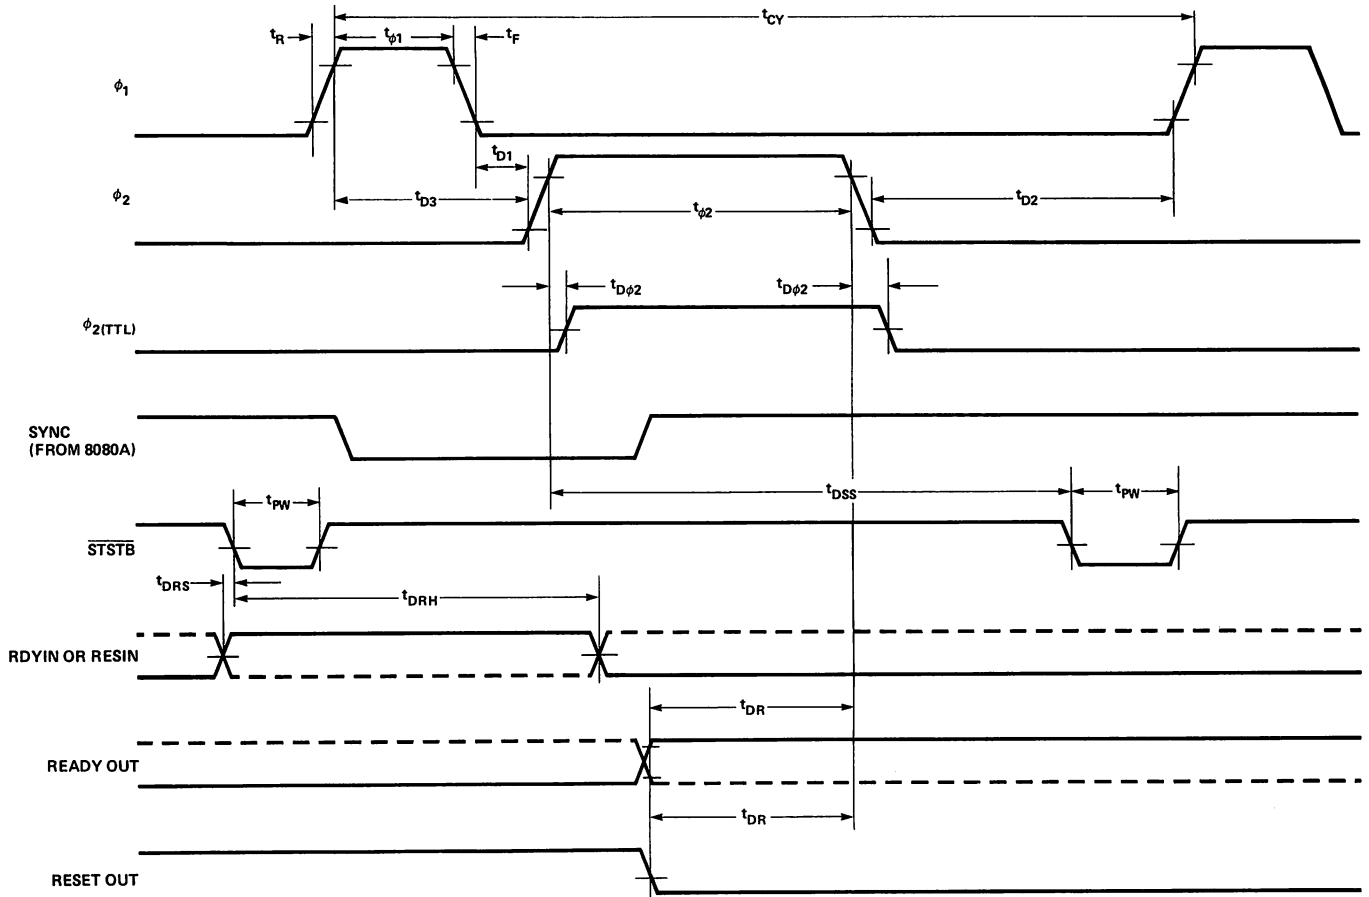 tCY
tR
tϕ1
tF
ϕ1
tD1
ϕ2
tD3
tϕ2
tD2
tDϕ2
tDϕ2
ϕ2(TTL)
SYNC
(FROM 8080A)
tDSS
tPW
tPW
STSTB
tDRS
tDRH
RDYIN OR RESIN
tDR
READY OUT
tDR
RESET OUT